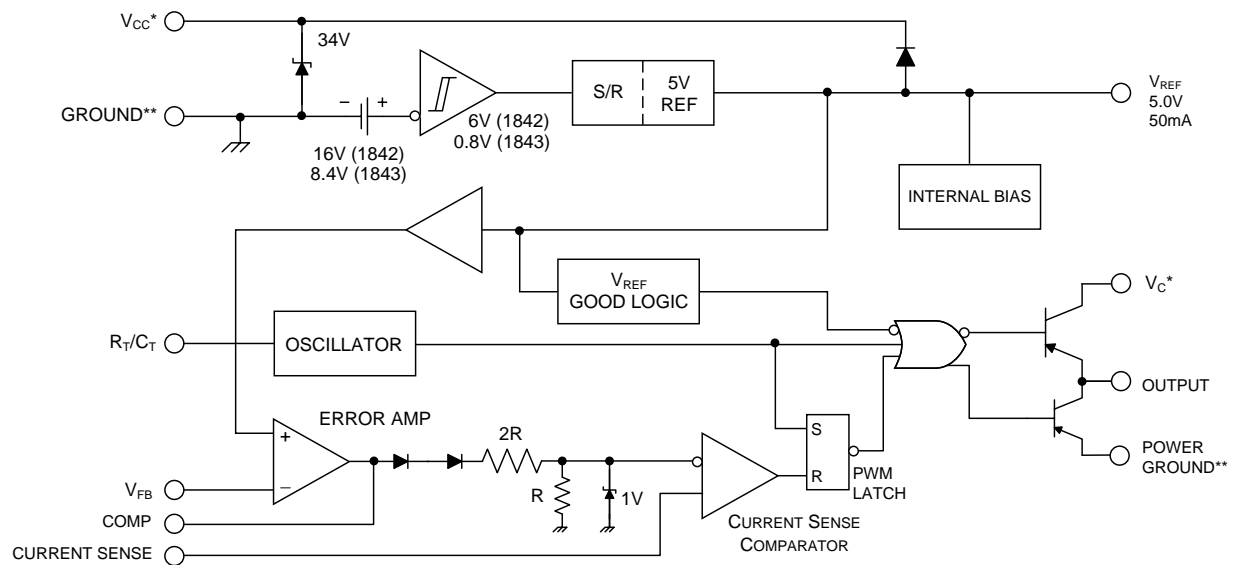 VCC*
34V
GROUND**
− +
16V (1842)
8.4V (1843)
6V (1842)
0.8V (1843)
S/R
5V
REF
VREF
5.0V
50mA
INTERNAL BIAS
VREF
GOOD LOGIC
VC*
RT/CT
OSCILLATOR
OUTPUT
ERROR AMP
+
−
2R
R
1V
S
R
PWM
LATCH
POWER
GROUND**
VFB
COMP
CURRENT SENSE
CURRENT SENSE
COMPARATOR